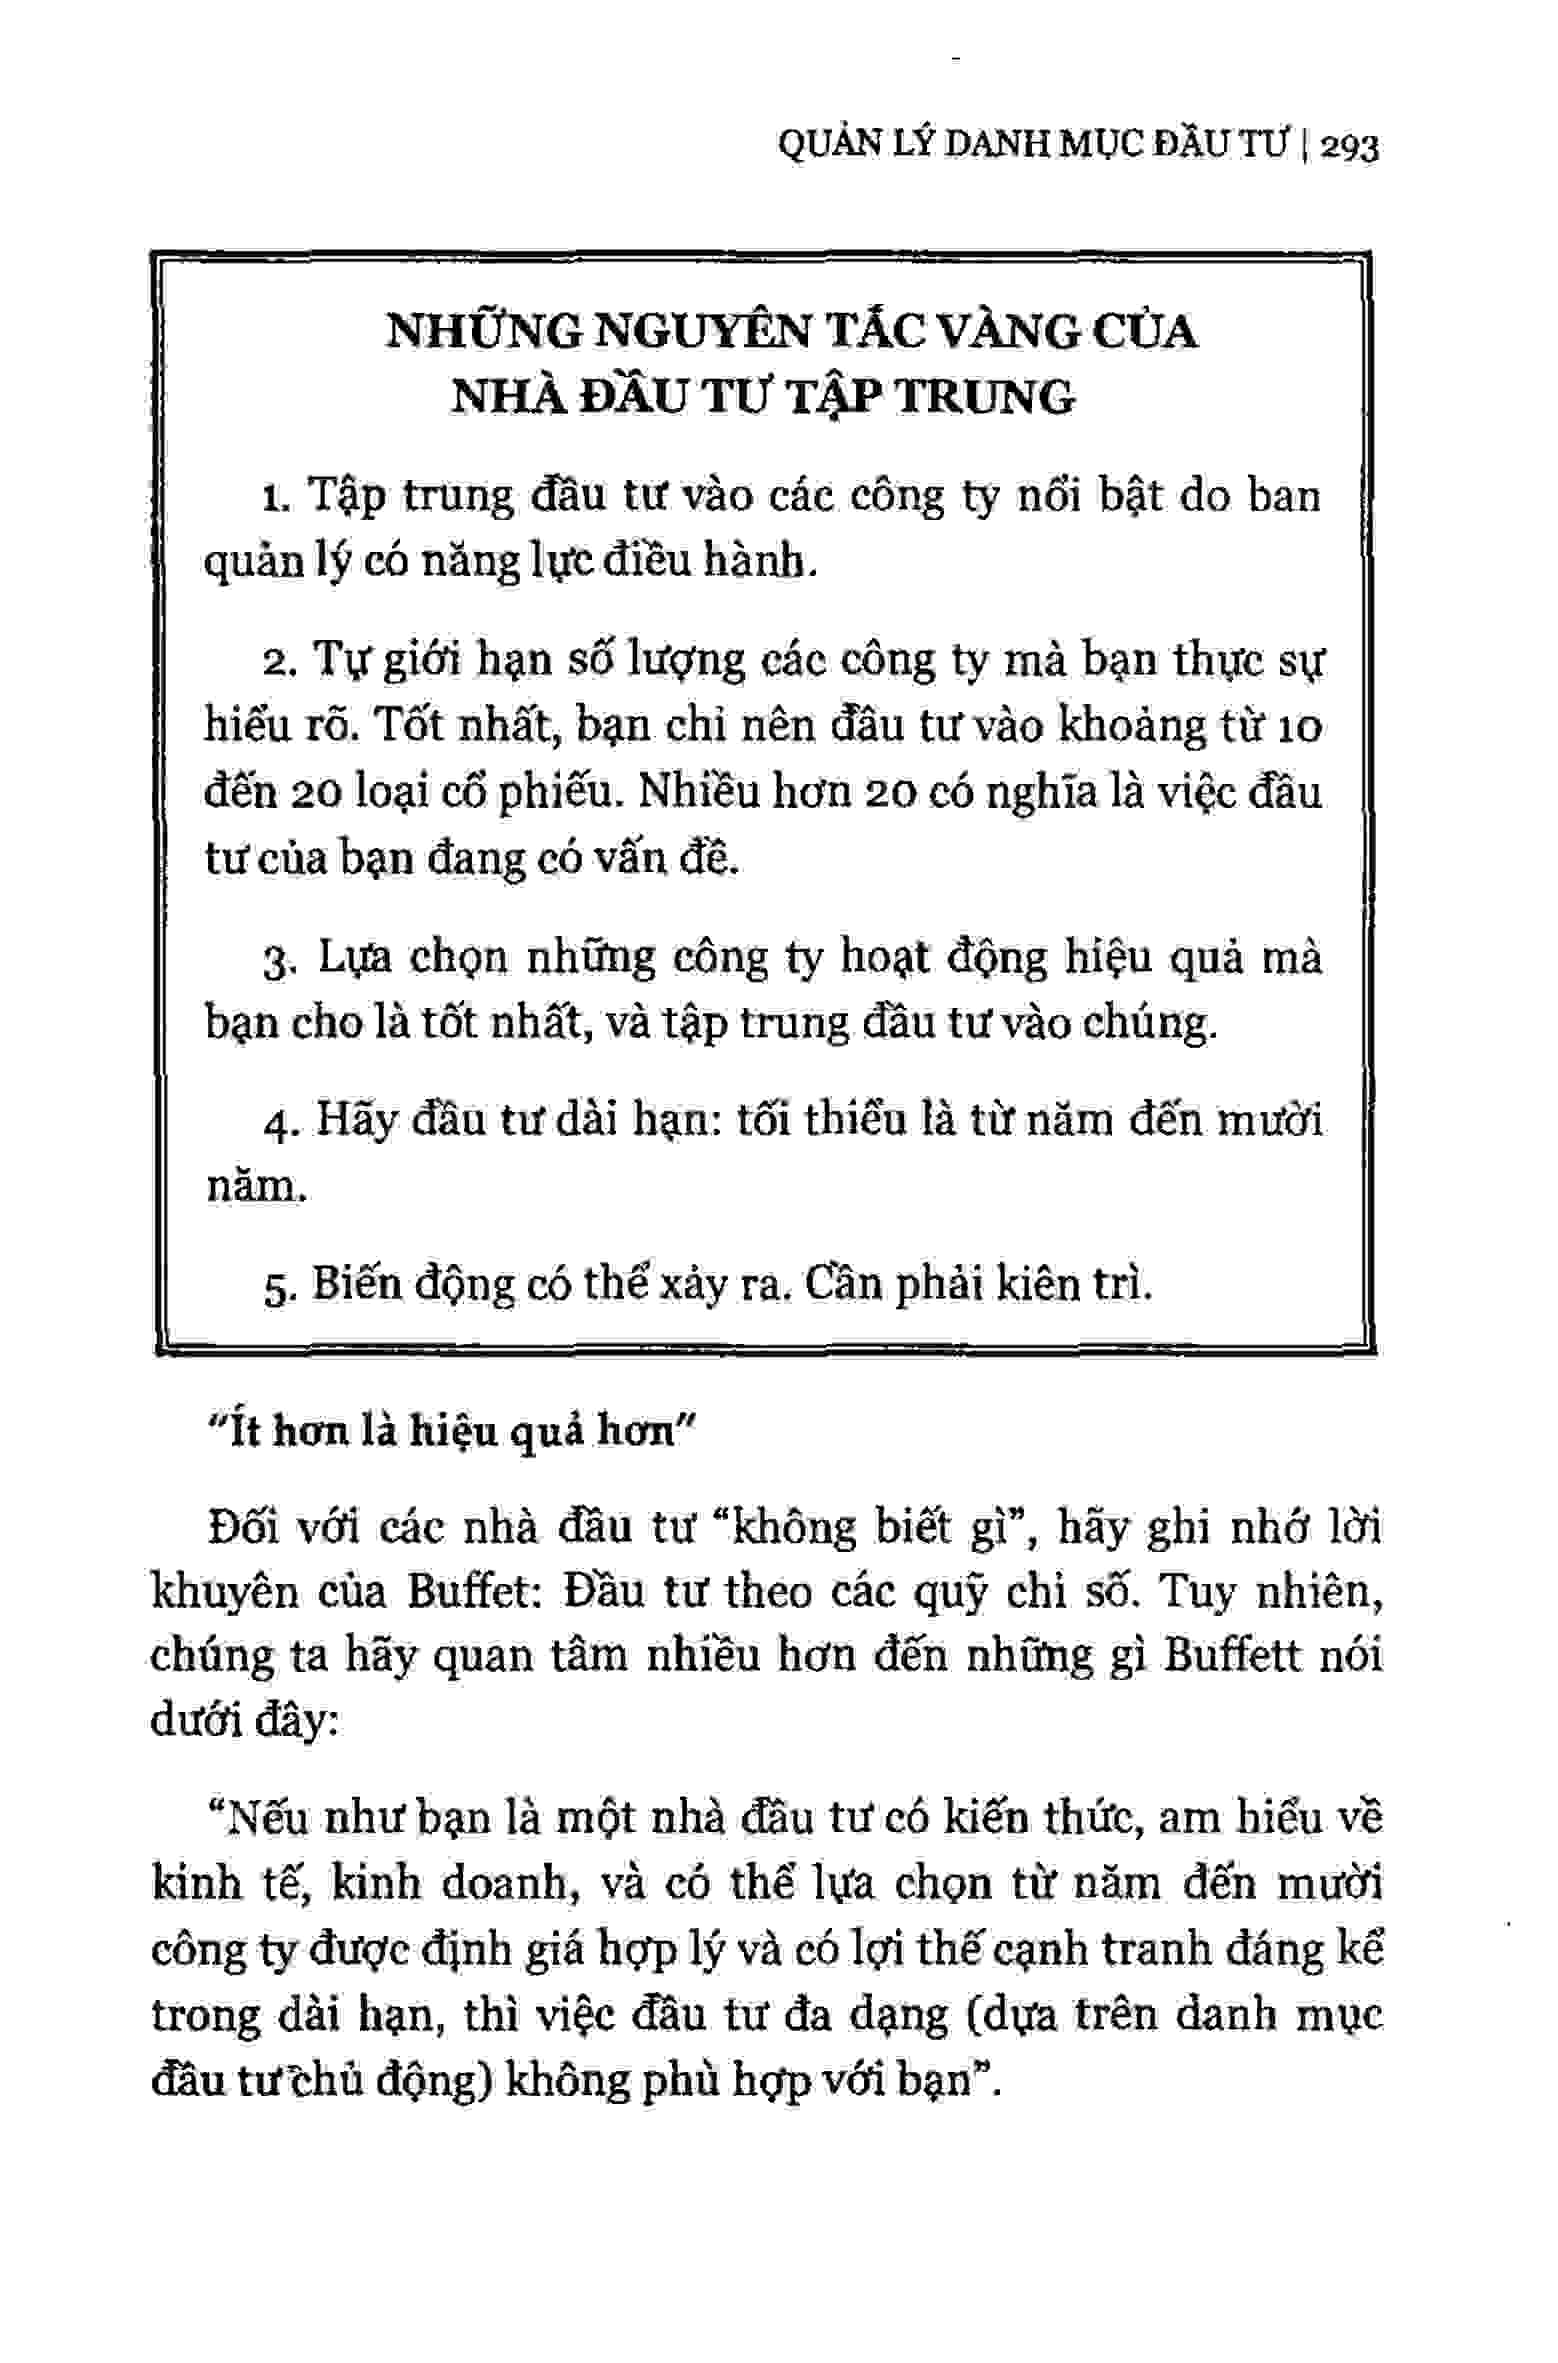 QUẢN LÝ DANH MỤC ĐẦU TƯ | 293
NHỮNG NGUYÊN TẮC VÀNG CỦA
NHÀ ĐẦU TƯ TẬP TRUNG
1. Tập trung đầu tư vào các công ty nổi bật do ban
quản lý có năng lực điều hành.
2. Tự giới hạn số lượng các công ty mà bạn thực sự
hiểu rõ. Tốt nhất, bạn chỉ nên đầu tư vào khoảng từ 10
đến 20 loại cổ phiếu. Nhiều hơn 20 có nghĩa là việc đầu
tư của bạn đang có vấn đề.
3. Lựa chọn những công ty hoạt động hiệu quả mà
bạn cho là tốt nhất, và tập trung đầu tư vào chúng.
4. Hãy đầu tư dài hạn: tối thiểu là từ năm đến mười
năm.
5. Biến động có thể xảy ra. Cần phải kiên trì.
"Ít hơn là hiệu quả hơn"
Đối với các nhà đầu tư “không biết gì”, hãy ghi nhớ lời
khuyên của Buffet: Đầu tư theo các quỹ chỉ số. Tuy nhiên,
chúng ta hãy quan tâm nhiều hơn đến những gì Buffett nói
dưới đây:
“Nếu như bạn là một nhà đầu tư có kiến thức, am hiểu về
kinh tế, kinh doanh, và có thể lựa chọn từ năm đến mười
công ty được định giá hợp lý và có lợi thế cạnh tranh đáng kể
trong dài hạn, thì việc đầu tư đa dạng (dựa trên danh mục
đầu tư chủ động) không phù hợp với bạn”.